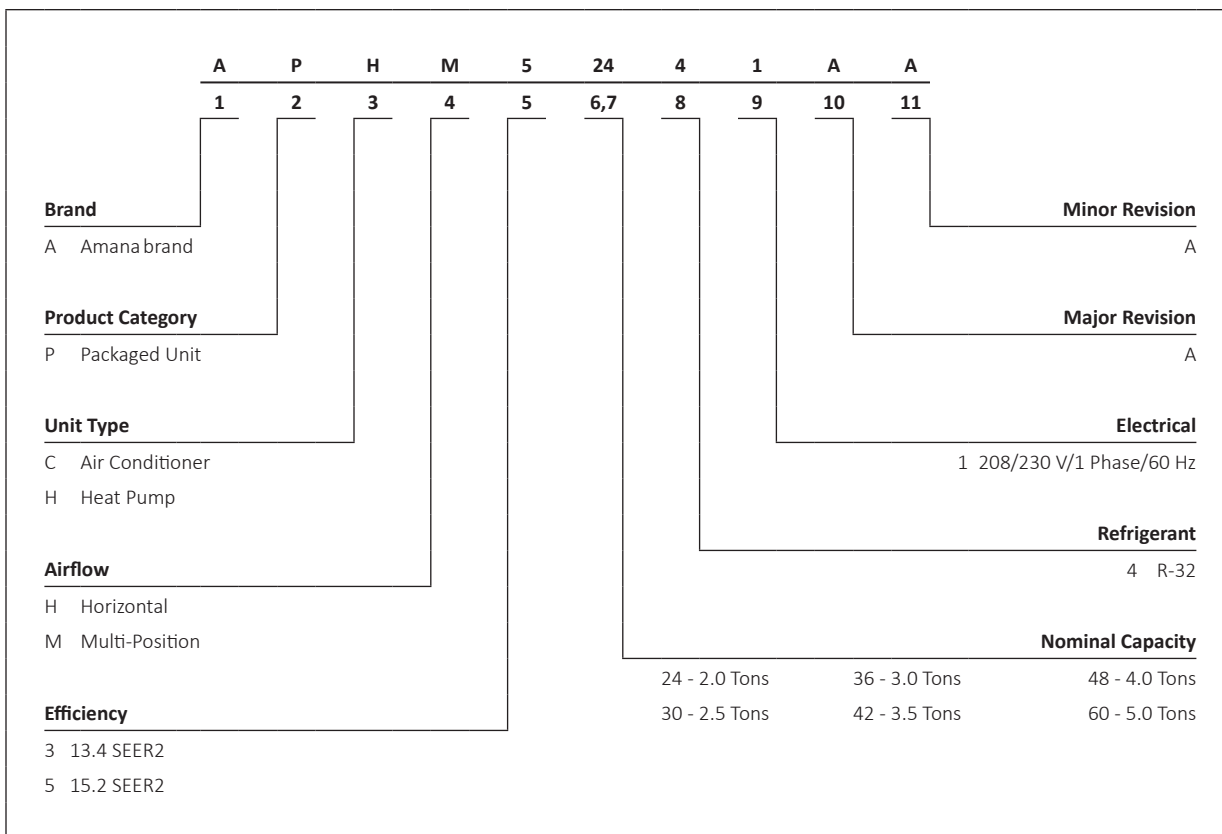 A P H M 5 24 4 1 A A
1 2 3 4 5 6,7 8 9 10 11
Brand
A Amana brand
Product Category
P Packaged Unit
Unit Type
C Air Conditioner
H Heat Pump
Airflow
H Horizontal
M Multi-Position
Efficiency
3 13.4 SEER2
5 15.2 SEER2
Minor Revision
A
Major Revision
A
Electrical
1 208/230 V/1 Phase/60 Hz
Refrigerant
4 R-32
Nominal Capacity
24 - 2.0 Tons 36 - 3.0 Tons 48 - 4.0 Tons
30 - 2.5 Tons 42 - 3.5 Tons 60 - 5.0 Tons